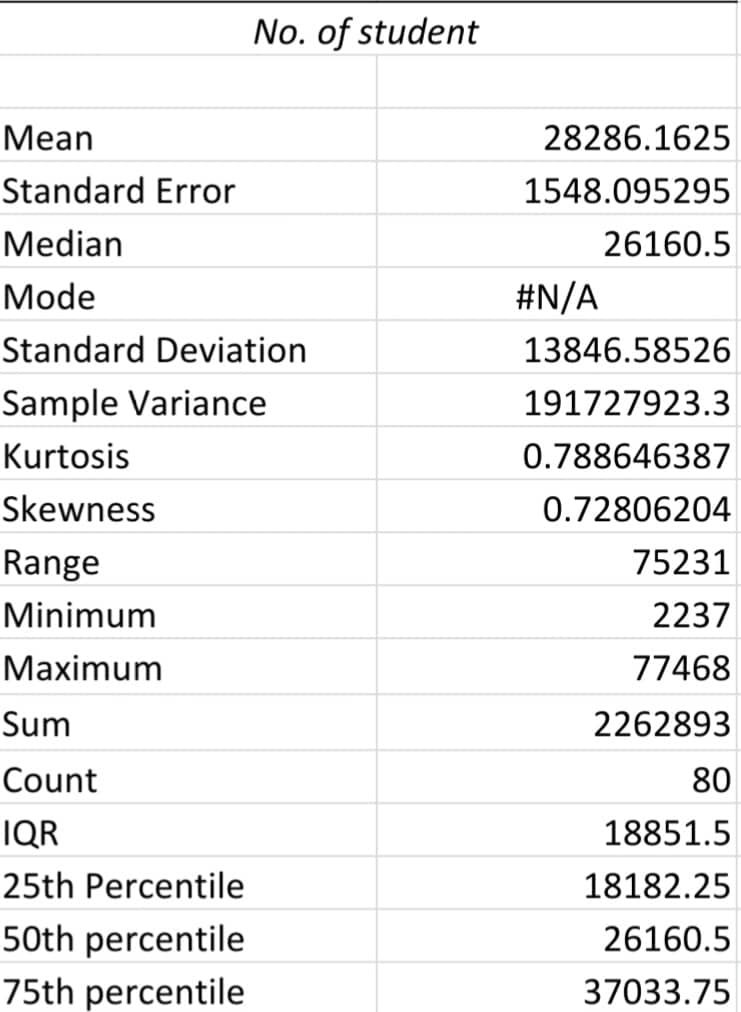 No. of student
Mean 28286.1625
Standard Error 1548.095295
Median 26160.5
Mode #N/A
Standard Deviation 13846.58526
Sample Variance 191727923.3
Kurtosis 0.788646387
Skewness 0.72806204
Range 75231
Minimum 2237
Maximum 77468
Sum 2262893
Count 80
IQR 18851.5
25th Percentile 18182.25
50th percentile 26160.5
75th percentile 37033.75